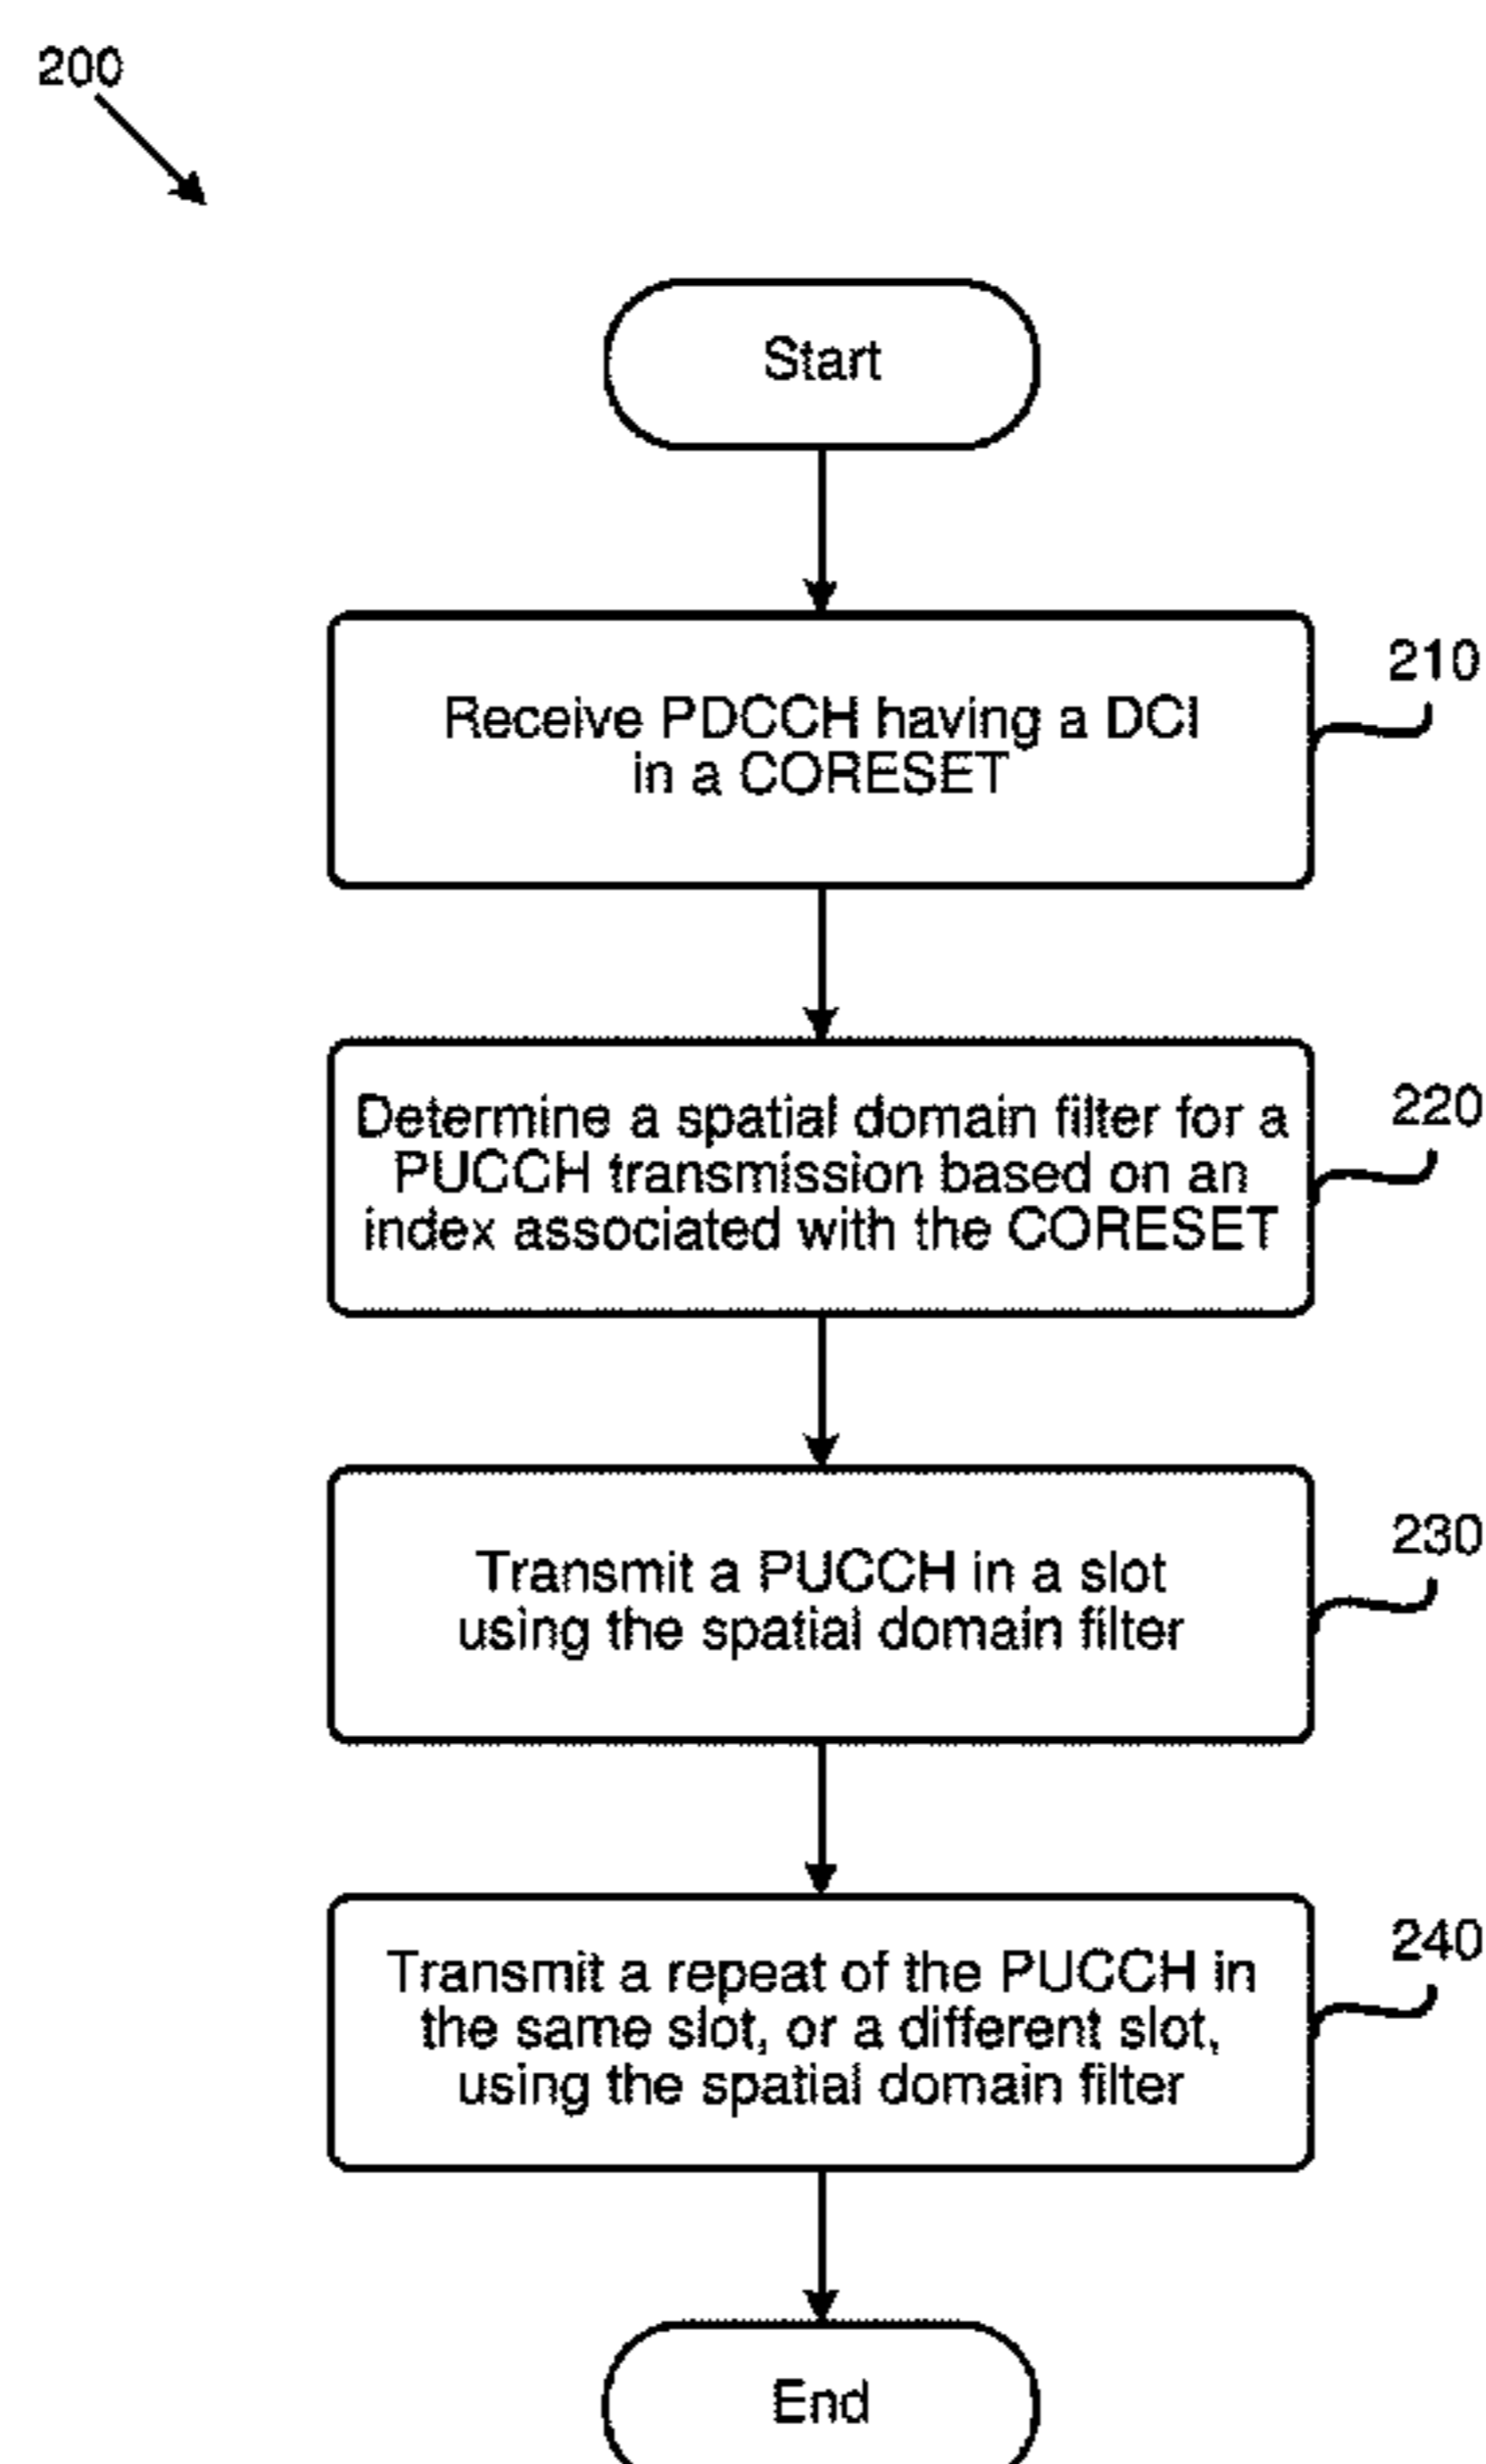 200
Start
210
Receive PDCCH having a DCI
in a CORESET
220
Determine a spatial domain filter for a
PUCCH transmission based on an
index associated with the CORESET
230
Transmit a PUCCH in a slot
using the spatial domain filter
240
Transmit a repeat of the PUCCH in
the same slot, or a different slot,
using the spatial domain filter
End